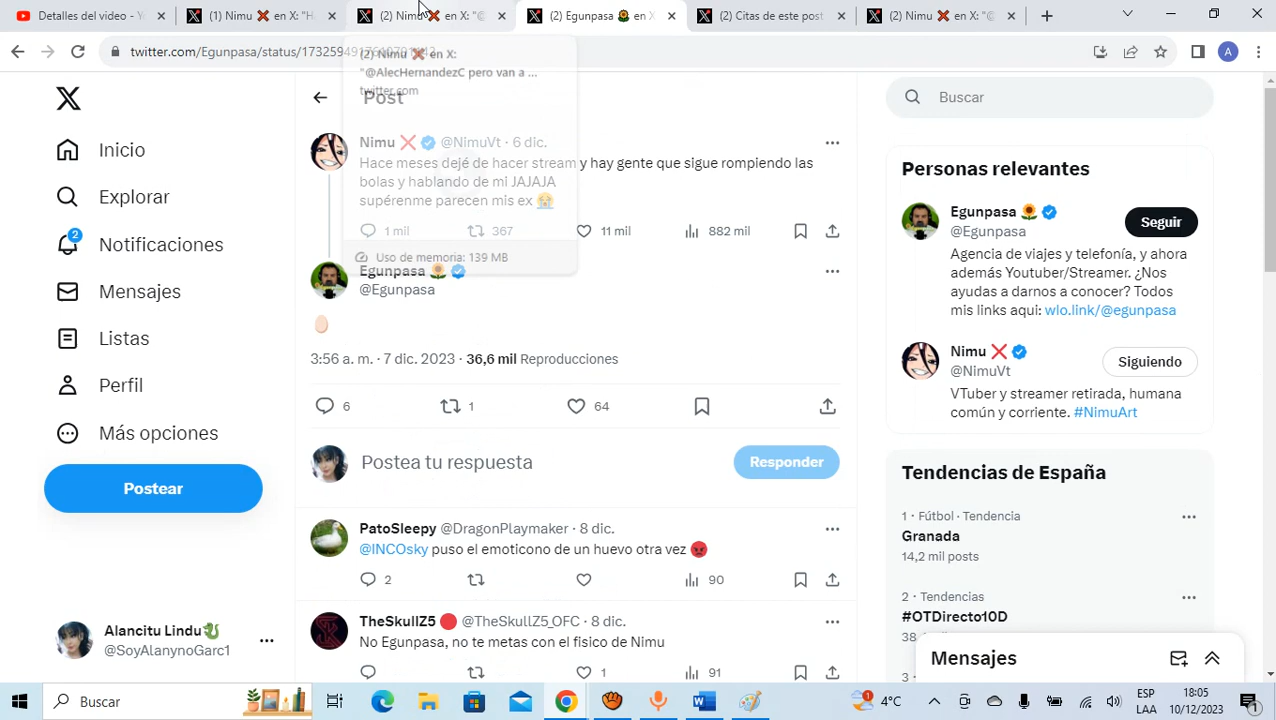 Detalles del video - Y
(1) Nimu ❌ en X: "H
(2) Nimu ❌ en X: "@
(2) Egunpasa 🌻 en X
(2) Citas de este post
(2) Nimu ❌ en X: "@
twitter.com/Egunpasa/status/173259491
A
(2) Nimu ❌ en X:
"@AlecHernandezC pero van a ...
twitter.com
Uso de memoria: 139 MB
Inicio
Explorar
2
Notificaciones
Mensajes
Listas
Perfil
Más opciones
Postear
Alancitu Lindu🦎
@SoyAlanynoGarc1
Post
Nimu ❌ @NimuVt · 6 dic.
Hace meses dejé de hacer stream y hay gente que sigue rompiendo las
bolas y hablando de mi JAJAJA
supérenme parecen mis ex 😭
1 mil 367 11 mil 882 mil
Egunpasa 🌻
@Egunpasa
🥚
3:56 a. m. · 7 dic. 2023 · 36,6 mil Reproducciones
6 1 64
Postea tu respuesta
Responder
PatoSleepy @DragonPlaymaker · 8 dic.
@INCOsky puso el emoticono de un huevo otra vez 😡
2 90
TheSkullZ5 🔴 @TheSkullZ5_OFC · 8 dic.
No Egunpasa, no te metas con el fisico de Nimu
1 91
Buscar
Personas relevantes
Egunpasa 🌻
@Egunpasa
Seguir
Agencia de viajes y telefonía, y ahora
además Youtuber/Streamer. ¿Nos
ayudas a darnos a conocer? Todos
mis links aqui: wlo.link/@egunpasa
Nimu ❌
@NimuVt
Siguiendo
VTuber y streamer retirada, humana
común y corriente. #NimuArt
Tendencias de España
1 · Fútbol · Tendencia
Granada
14,2 mil posts
2 · Tendencias
#OTDirecto10D
38
3
Mensajes
Buscar
1
4°C
ESP
LAA
18:05
10/12/2023
1